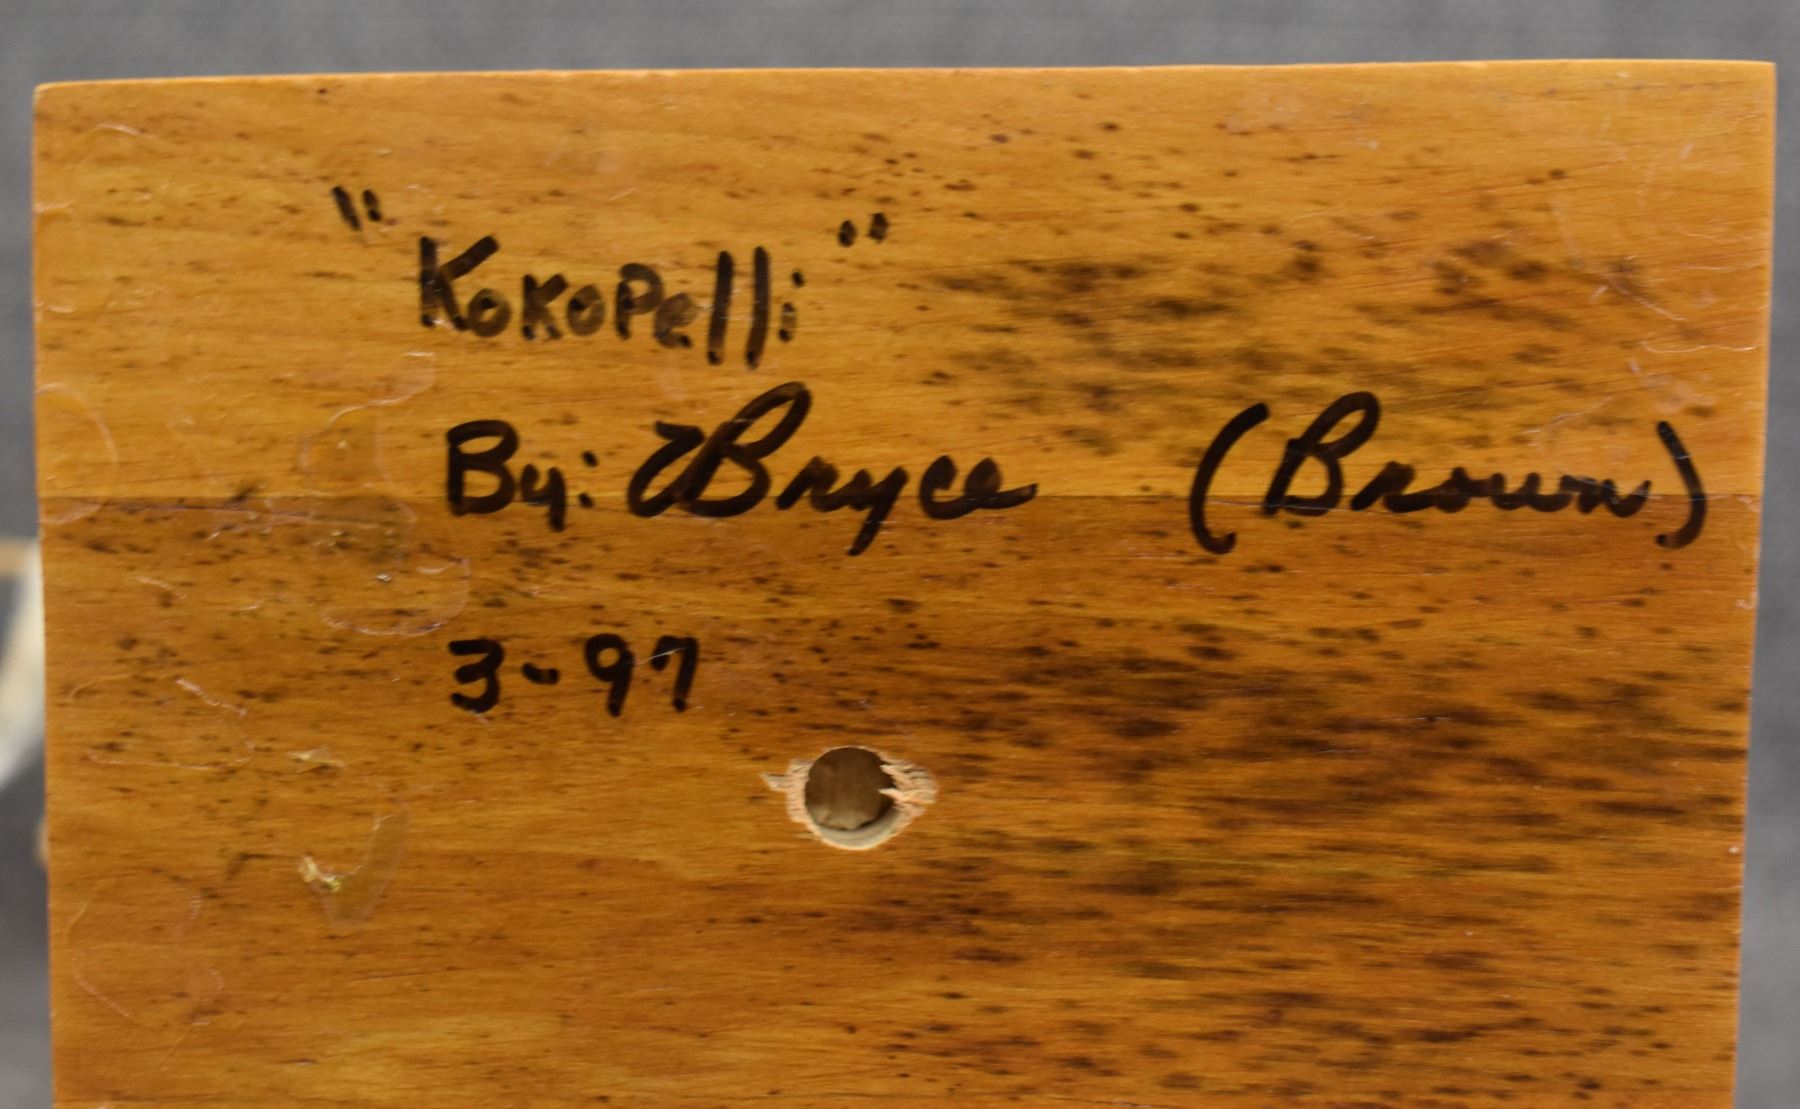 "Kokopelli"
By: Bryce (Brown)
3-97